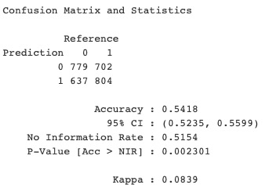 Confusion Matrix and Statistics
Reference
Prediction 0 1
0 779 702
1 637 804
Accuracy : 0.5418
95% CI : (0.5235, 0.5599)
No Information Rate : 0.5154
P-Value [Acc > NIR] : 0.002301
Kappa : 0.0839